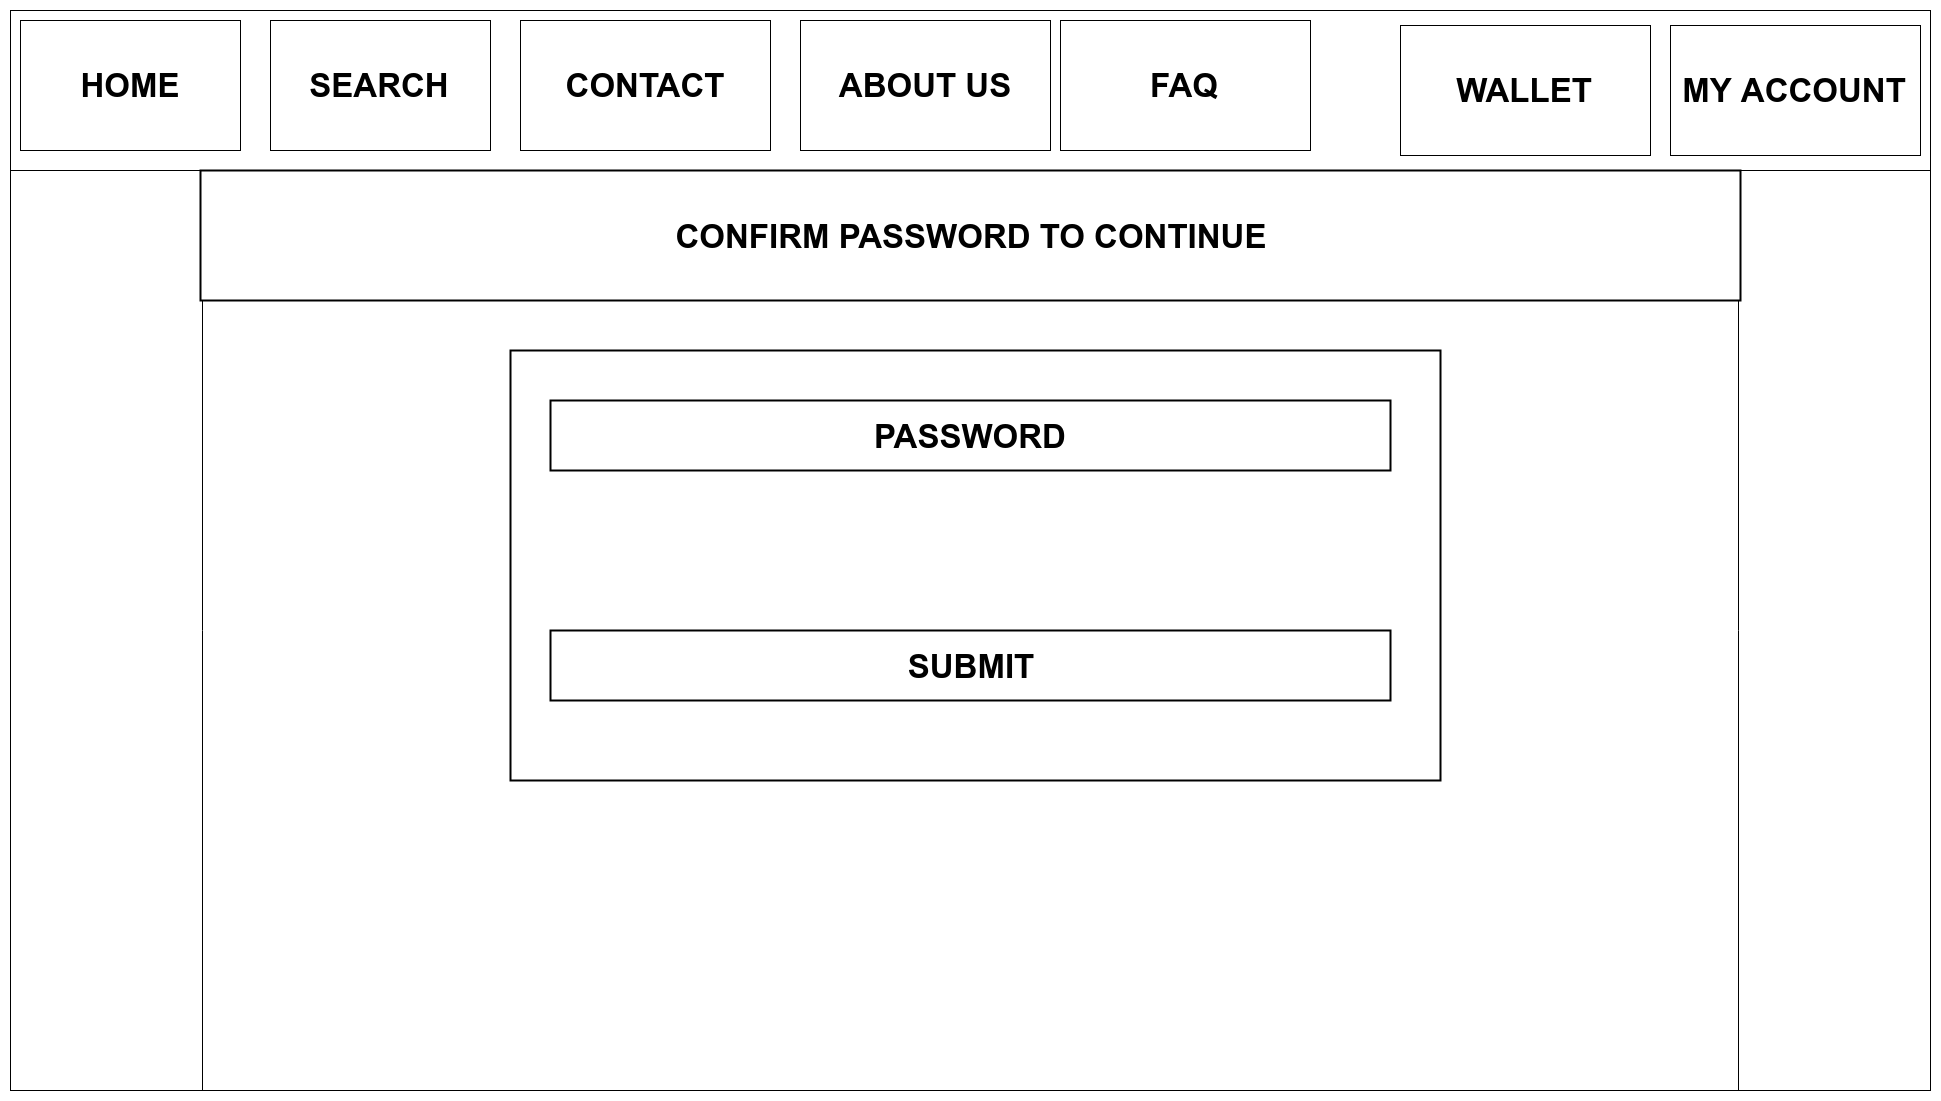 HOME
SEARCH
CONTACT
ABOUT US
FAQ
WALLET
MY ACCOUNT
CONFIRM PASSWORD TO CONTINUE
PASSWORD
SUBMIT